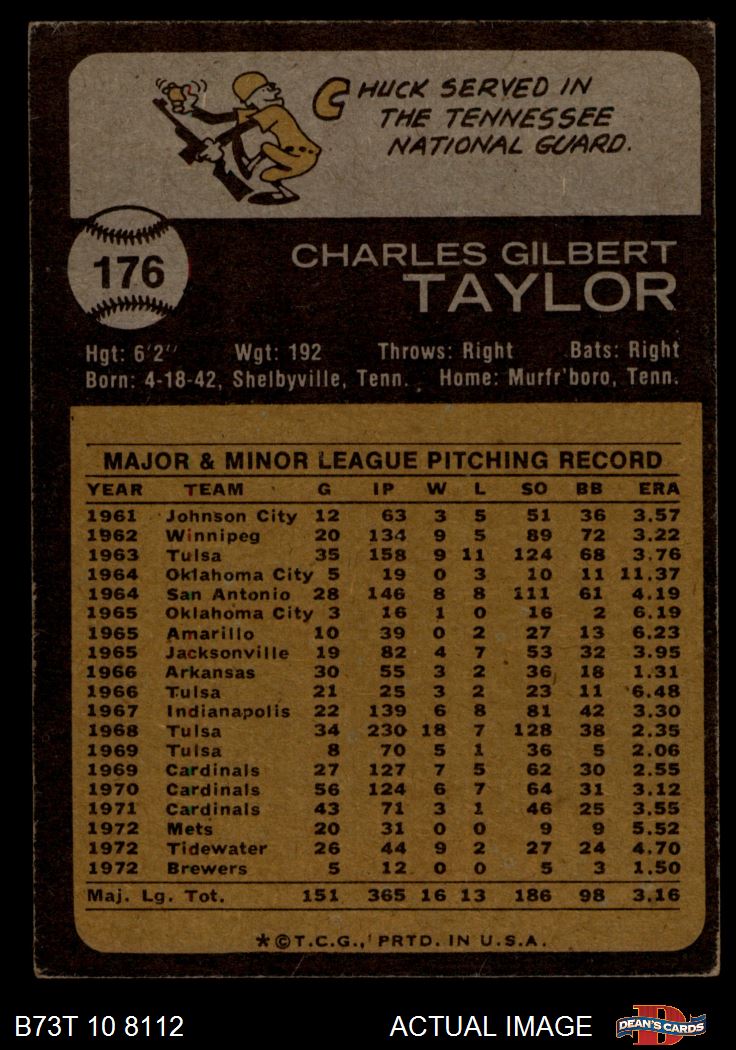 CHUCK SERVED IN
THE TENNESSEE
NATIONAL GUARD.
176
CHARLES GILBERT
TAYLOR
Hgt: 6'2" Wgt: 192 Throws: Right Bats: Right
Born: 4-18-42, Shelbyville, Tenn. Home: Murfr'boro, Tenn.
MAJOR & MINOR LEAGUE PITCHING RECORD
YEAR TEAM G IP W L SO BB ERA
1961 Johnson City 12 63 3 5 51 36 3.57
1962 Winnipeg 20 134 9 5 89 72 3.22
1963 Tulsa 35 158 9 11 124 68 3.76
1964 Oklahoma City 5 19 0 3 10 11 11.37
1964 San Antonio 28 146 8 8 111 61 4.19
1965 Oklahoma City 3 16 1 0 16 2 6.19
1965 Amarillo 10 39 0 2 27 13 6.23
1965 Jacksonville 19 82 4 7 53 32 3.95
1966 Arkansas 30 55 3 2 36 18 1.31
1966 Tulsa 21 25 3 2 23 11 6.48
1967 Indianapolis 22 139 6 8 81 42 3.30
1968 Tulsa 34 230 18 7 128 38 2.35
1969 Tulsa 8 70 5 1 36 5 2.06
1969 Cardinals 27 127 7 5 62 30 2.55
1970 Cardinals 56 124 6 7 64 31 3.12
1971 Cardinals 43 71 3 1 46 25 3.55
1972 Mets 20 31 0 0 9 9 5.52
1972 Tidewater 26 44 9 2 27 24 4.70
1972 Brewers 5 12 0 0 5 3 1.50
Maj. Lg. Tot. 151 365 16 13 186 98 3.16
*©T.C.G., PRTD. IN U.S.A.
B73T 10 8112 ACTUAL IMAGE DEAN'S CARDS